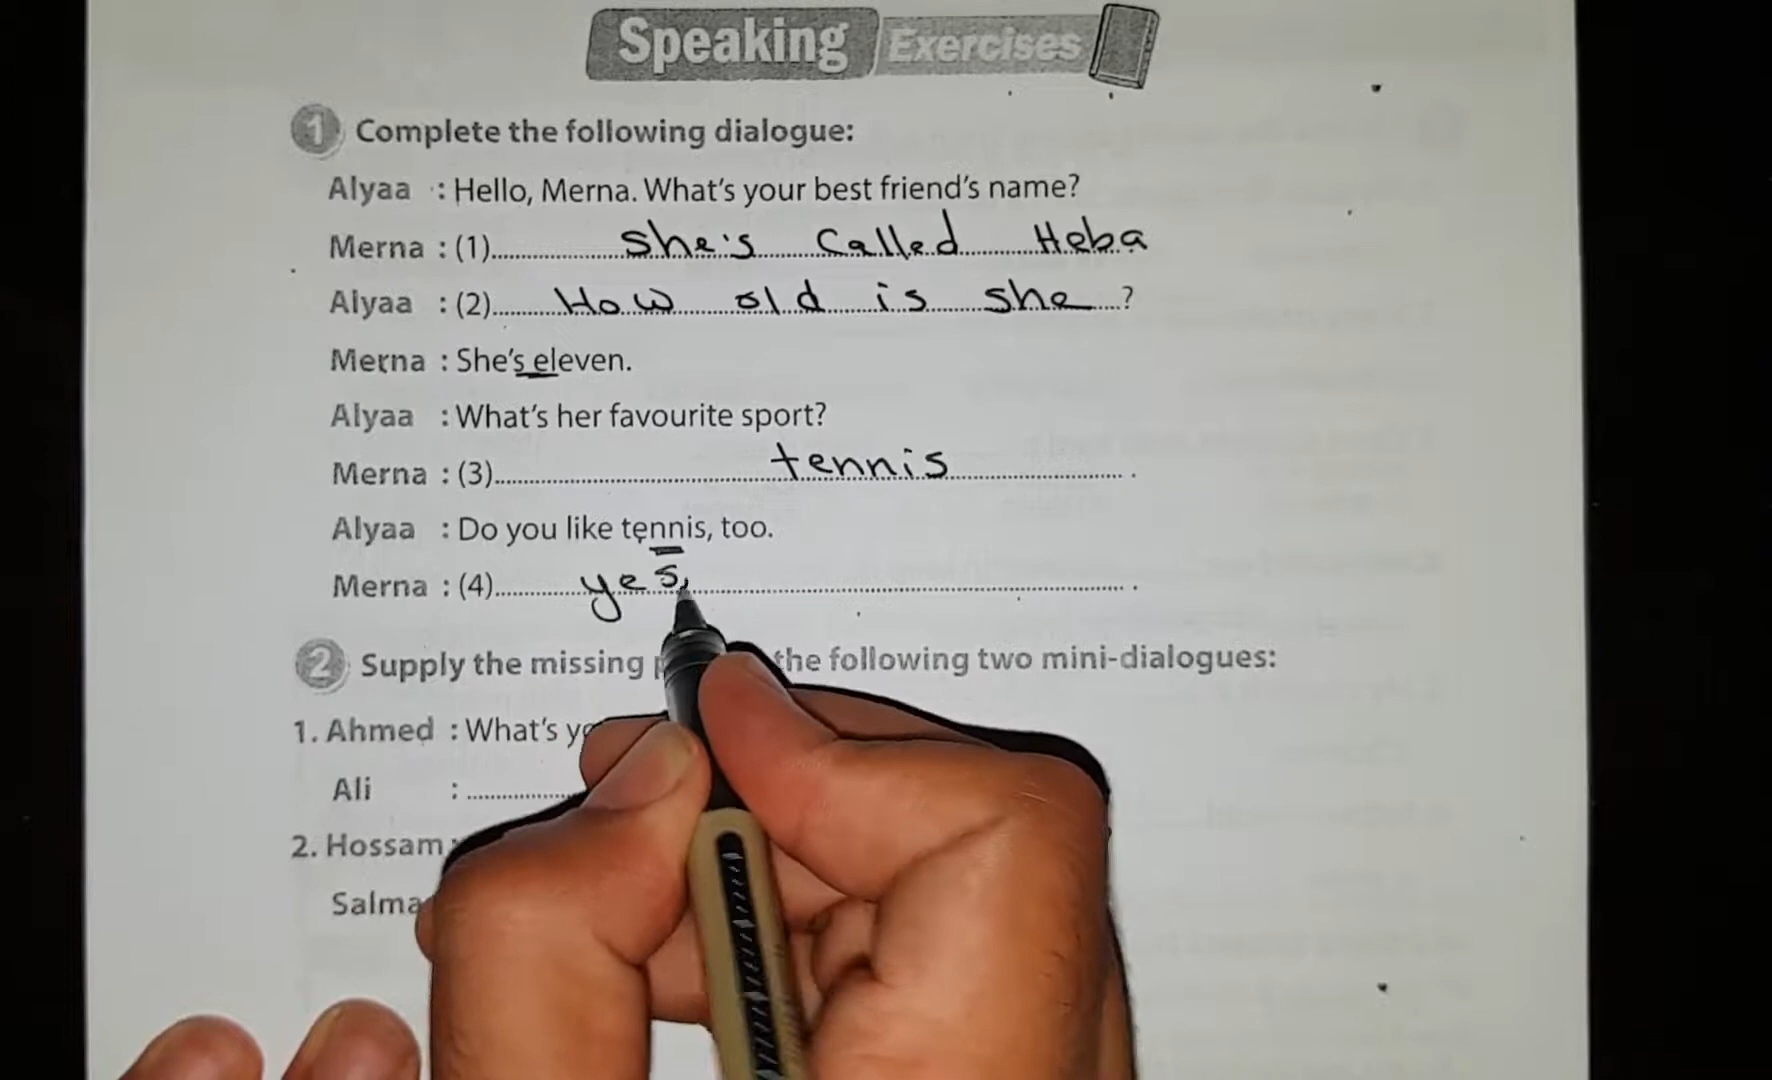 Speaking Exercises
1 Complete the following dialogue:
Alyaa : Hello, Merna. What's your best friend's name?
Merna : (1) She's Called Heba
Alyaa : (2) How old is she ?
Merna : She's eleven.
Alyaa : What's her favourite sport?
Merna : (3) tennis .
Alyaa : Do you like tennis, too.
Merna : (4) yes, .
2 Supply the missing the following two mini-dialogues:
1. Ahmed : What's
Ali :
2. Hossam
Salma